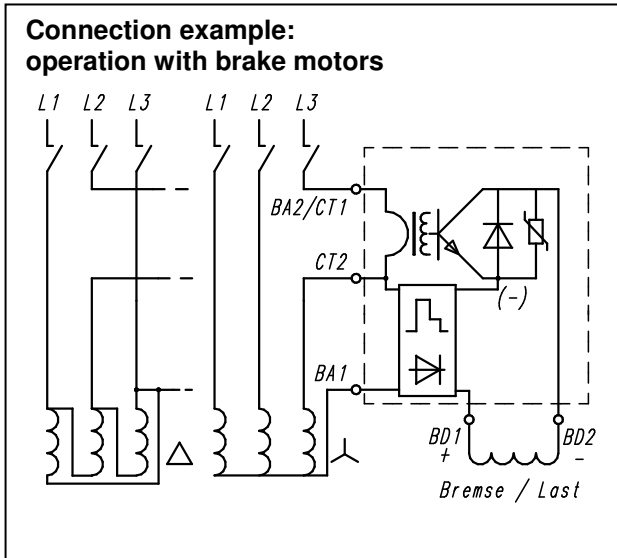 Connection example:
operation with brake motors
L1 L2 L3 L1 L2 L3
BA2/CT1
CT2
(-)
BA1
BD1 BD2
+ -
Bremse / Last